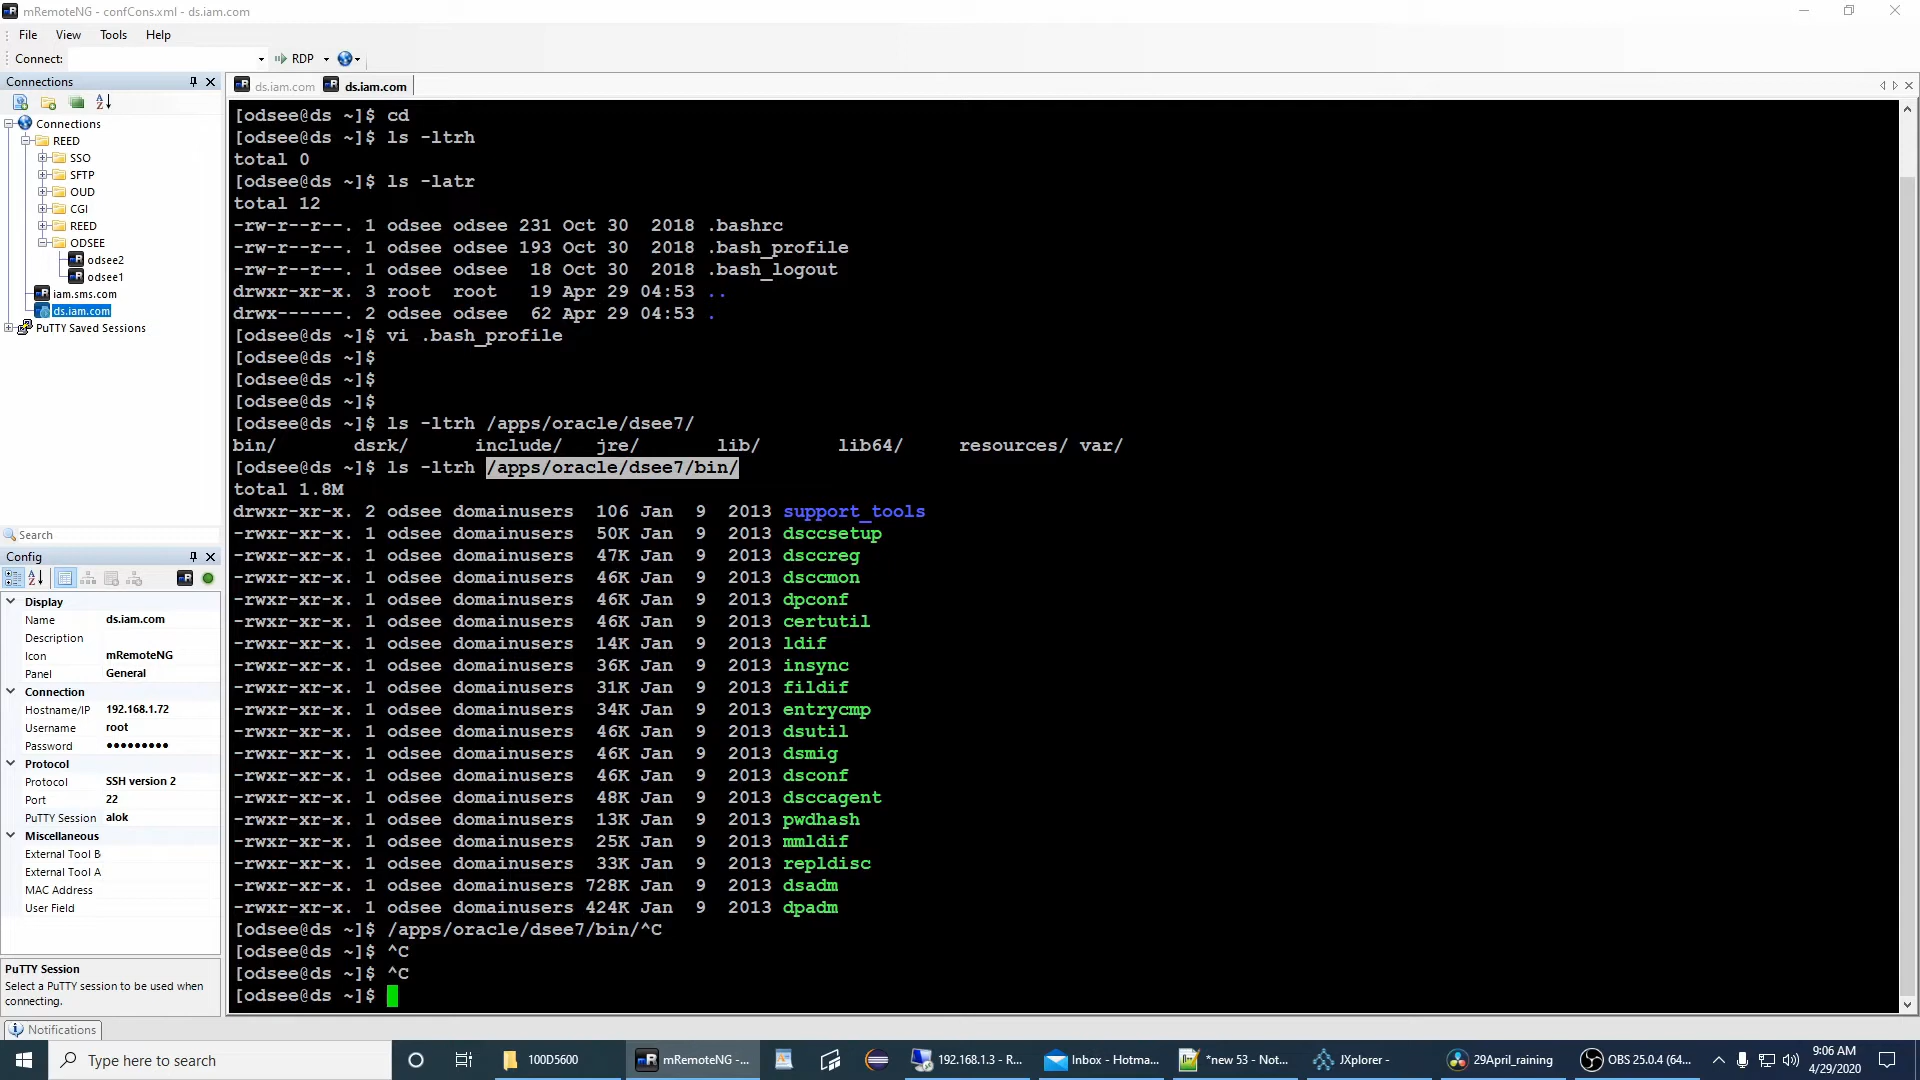 mRemoteNG - confCons.xml - ds.iam.com
File View Tools Help
Connect: RDP
Connections
Connections
REED
SSO
SFTP
OUD
CGI
REED
ODSEE
odsee2
odsee1
iam.sms.com
ds.iam.com
PuTTY Saved Sessions
Search
Config
Display
Name ds.iam.com
Description
Icon mRemoteNG
Panel General
Connection
Hostname/IP 192.168.1.72
Username root
Password ●●●●●●●●●
Protocol
Protocol SSH version 2
Port 22
PuTTY Session alok
Miscellaneous
External Tool B
External Tool A
MAC Address
User Field
PuTTY Session
Select a PuTTY session to be used when
connecting.
Notifications
ds.iam.com ds.iam.com
[odsee@ds ~]$ cd
[odsee@ds ~]$ ls -ltrh
total 0
[odsee@ds ~]$ ls -latr
total 12
-rw-r--r--. 1 odsee odsee 231 Oct 30  2018 .bashrc
-rw-r--r--. 1 odsee odsee 193 Oct 30  2018 .bash_profile
-rw-r--r--. 1 odsee odsee  18 Oct 30  2018 .bash_logout
drwxr-xr-x. 3 root  root   19 Apr 29 04:53 ..
drwx------. 2 odsee odsee  62 Apr 29 04:53 .
[odsee@ds ~]$ vi .bash_profile
[odsee@ds ~]$
[odsee@ds ~]$
[odsee@ds ~]$
[odsee@ds ~]$ ls -ltrh /apps/oracle/dsee7/
bin/       dsrk/      include/   jre/       lib/       lib64/     resources/ var/
[odsee@ds ~]$ ls -ltrh /apps/oracle/dsee7/bin/
total 1.8M
drwxr-xr-x. 2 odsee domainusers  106 Jan  9  2013 support_tools
-rwxr-xr-x. 1 odsee domainusers  50K Jan  9  2013 dsccsetup
-rwxr-xr-x. 1 odsee domainusers  47K Jan  9  2013 dsccreg
-rwxr-xr-x. 1 odsee domainusers  46K Jan  9  2013 dsccmon
-rwxr-xr-x. 1 odsee domainusers  46K Jan  9  2013 dpconf
-rwxr-xr-x. 1 odsee domainusers  46K Jan  9  2013 certutil
-rwxr-xr-x. 1 odsee domainusers  14K Jan  9  2013 ldif
-rwxr-xr-x. 1 odsee domainusers  36K Jan  9  2013 insync
-rwxr-xr-x. 1 odsee domainusers  31K Jan  9  2013 fildif
-rwxr-xr-x. 1 odsee domainusers  34K Jan  9  2013 entrycmp
-rwxr-xr-x. 1 odsee domainusers  46K Jan  9  2013 dsutil
-rwxr-xr-x. 1 odsee domainusers  46K Jan  9  2013 dsmig
-rwxr-xr-x. 1 odsee domainusers  46K Jan  9  2013 dsconf
-rwxr-xr-x. 1 odsee domainusers  48K Jan  9  2013 dsccagent
-rwxr-xr-x. 1 odsee domainusers  13K Jan  9  2013 pwdhash
-rwxr-xr-x. 1 odsee domainusers  25K Jan  9  2013 mmldif
-rwxr-xr-x. 1 odsee domainusers  33K Jan  9  2013 repldisc
-rwxr-xr-x. 1 odsee domainusers 728K Jan  9  2013 dsadm
-rwxr-xr-x. 1 odsee domainusers 424K Jan  9  2013 dpadm
[odsee@ds ~]$ /apps/oracle/dsee7/bin/^C
[odsee@ds ~]$ ^C
[odsee@ds ~]$ ^C
[odsee@ds ~]$
Type here to search 100D5600 mRemoteNG -... 192.168.1.3 - R... Inbox - Hotma... *new 53 - Not... JXplorer - 29April_raining OBS 25.0.4 (64... 9:06 AM
4/29/2020